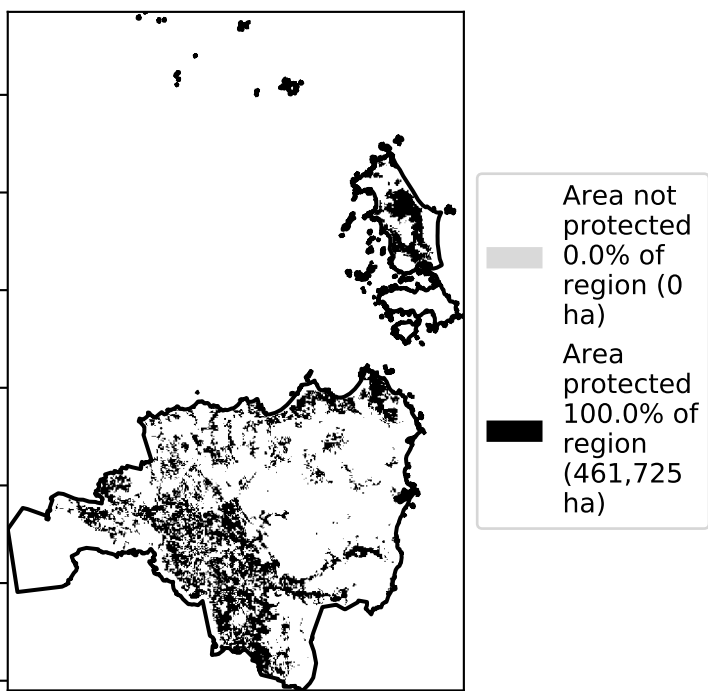 Area not
protected
0.0% of
region (0
ha)
Area
protected
100.0% of
region
(461,725
ha)